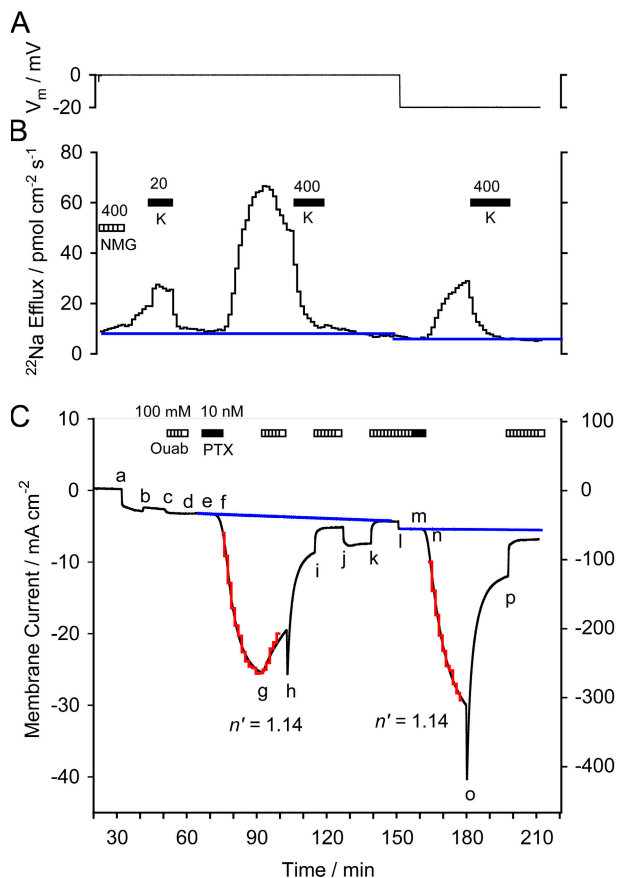 A
V_m / mV
0
-20
B
²²Na Efflux / pmol cm⁻² s⁻¹
80
60
40
20
0
400
NMG
20
K
400
K
400
K
C
100 mM
Ouab
10 nM
PTX
Membrane Current / mA cm⁻²
10
0
-10
-20
-30
-40
100
0
-100
-200
-300
-400
a
b
c
d
e
f
g
h
i
j
k
l
m
n
o
p
n' = 1.14
n' = 1.14
30
60
90
120
150
180
210
Time / min